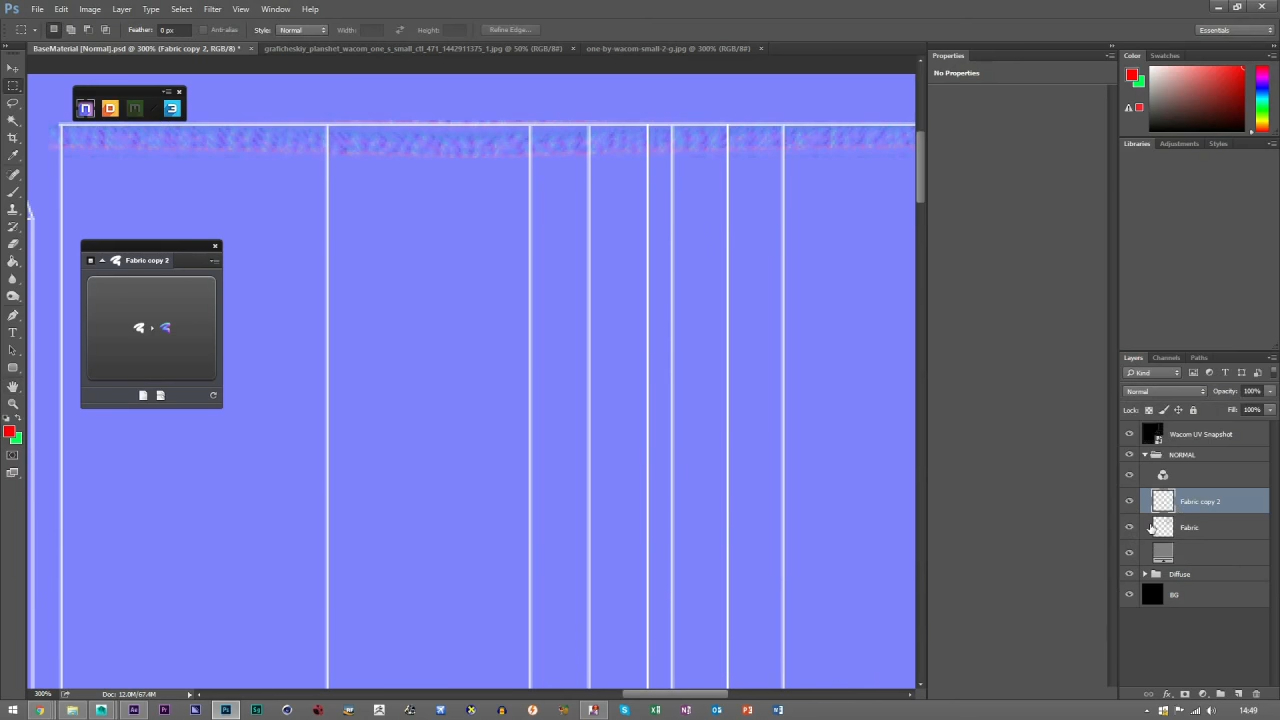 Ps File Edit Image Layer Type Select Filter View Window Help
Feather: 0 px Anti-alias Style: Normal Width: Height: Refine Edge... Essentials
BaseMaterial [Normal].psd @ 300% (Fabric copy 2, RGB/8) * graficheskiy_planshet_wacom_one_s_small_ctl_471_1442911375_1.jpg @ 50% (RGB/8#) one-by-wacom-small-2-g.jpg @ 300% (RGB/8#)
Properties
No Properties
Color Swatches
Libraries Adjustments Styles
Fabric copy 2
Layers Channels Paths
Kind
Normal Opacity: 100%
Lock: Fill: 100%
Wacom UV Snapshot
NORMAL
Fabric copy 2
Fabric
Diffuse
BG
300% Doc: 12.0M/67.4M
14:49